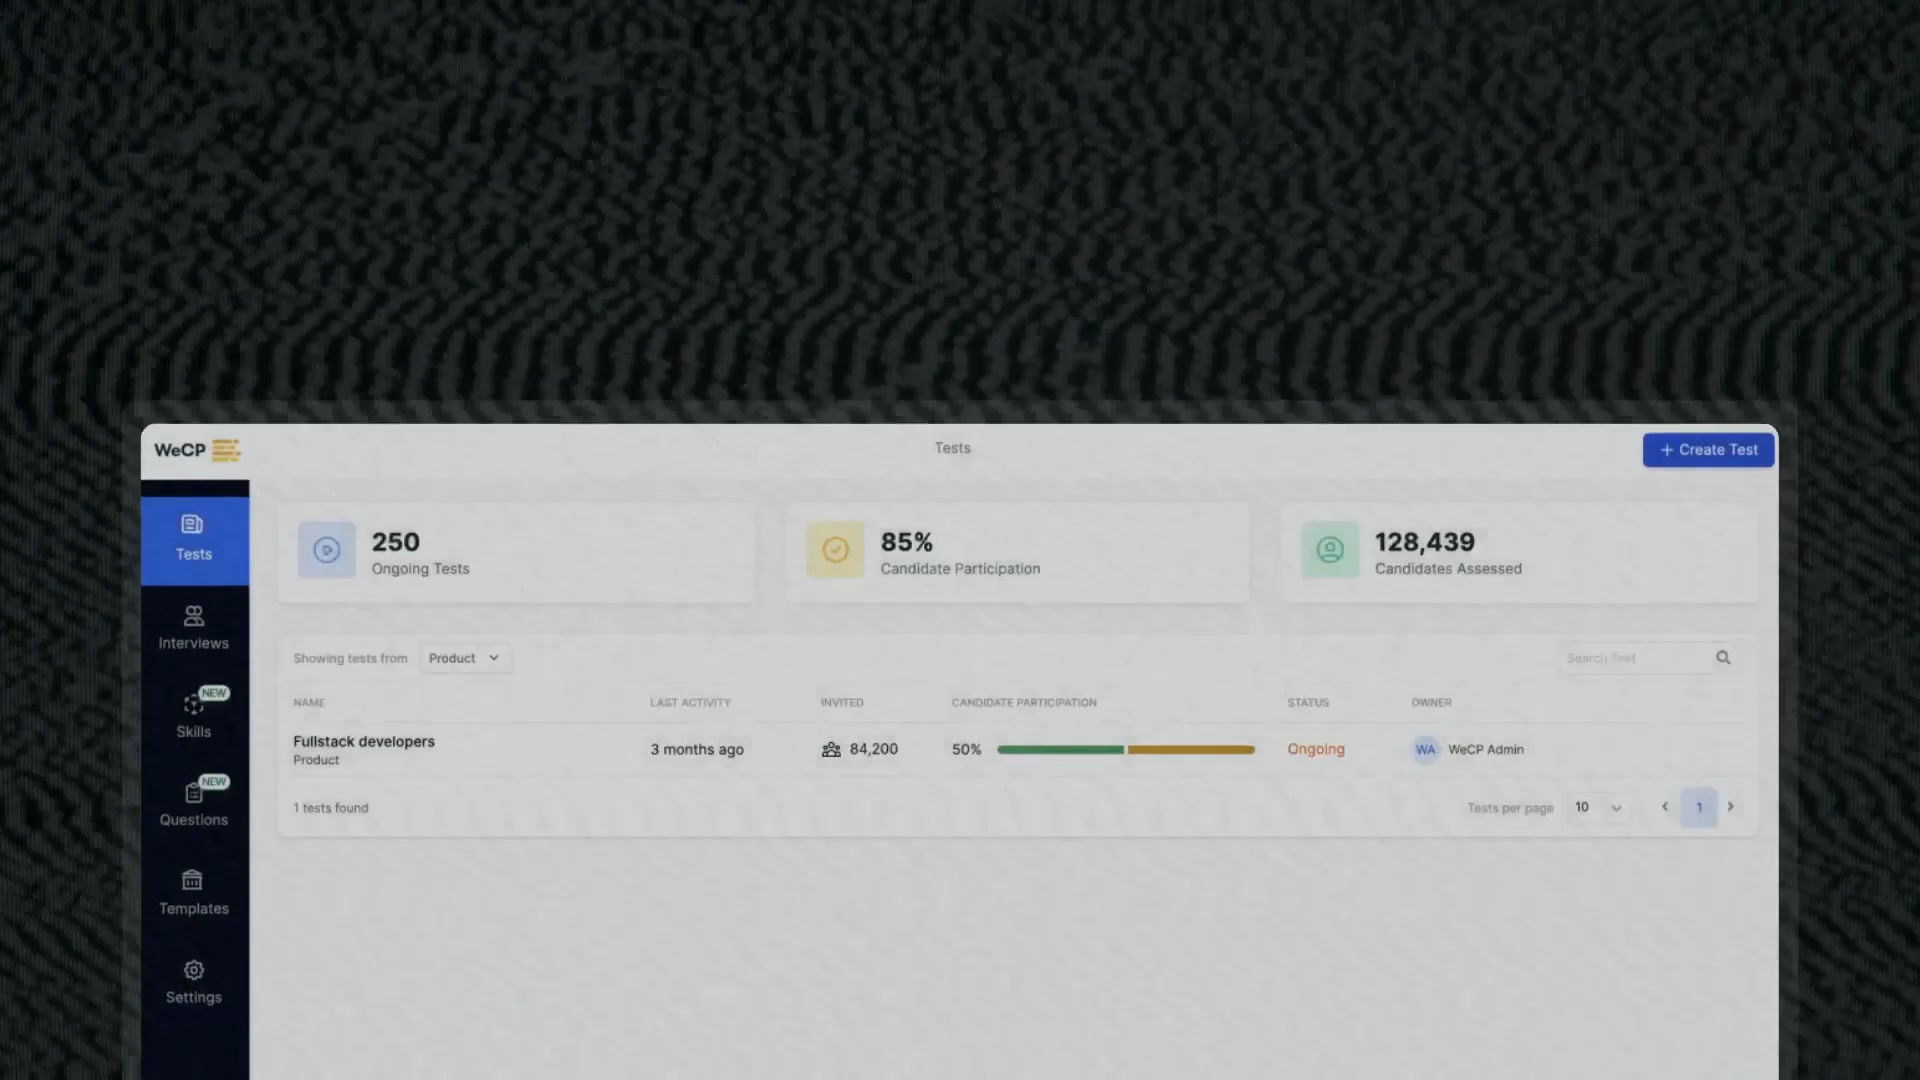 WeCP
Tests
+ Create Test
Tests
Interviews
NEW
Skills
NEW
Questions
Templates
Settings
250
Ongoing Tests
85%
Candidate Participation
128,439
Candidates Assessed
Showing tests from Product
Search Test
NAME LAST ACTIVITY INVITED CANDIDATE PARTICIPATION STATUS OWNER
Fullstack developers
Product
3 months ago 84,200 50% Ongoing WA WeCP Admin
1 tests found
Tests per page 10 1